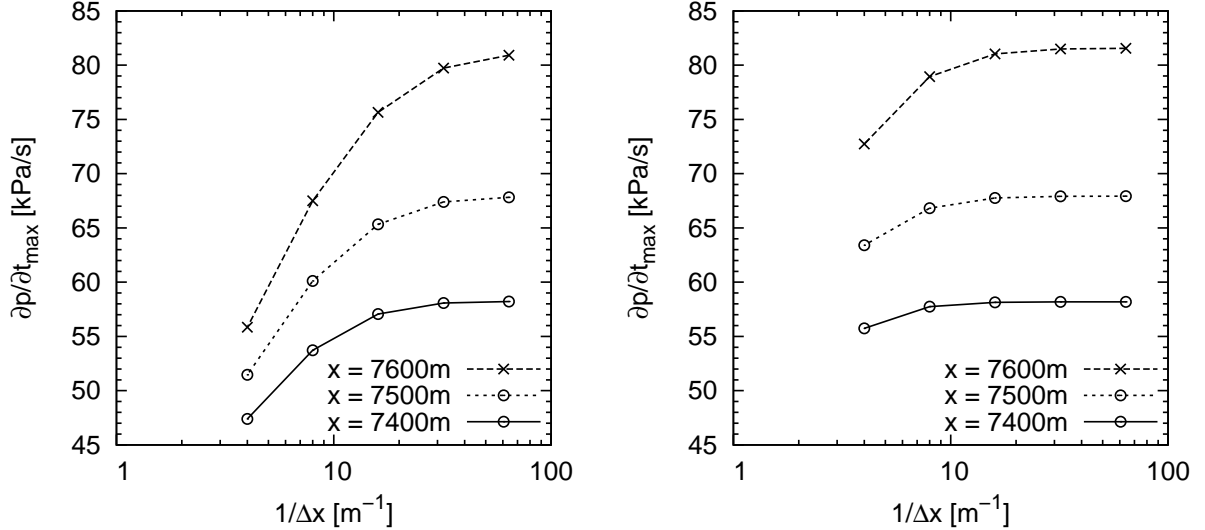 85
80
75
70
65
60
55
50
45
∂p/∂t_max [kPa/s]
x = 7600m
x = 7500m
x = 7400m
1 10 100
1/Δx [m⁻¹]
85
80
75
70
65
60
55
50
45
∂p/∂t_max [kPa/s]
x = 7600m
x = 7500m
x = 7400m
1 10 100
1/Δx [m⁻¹]